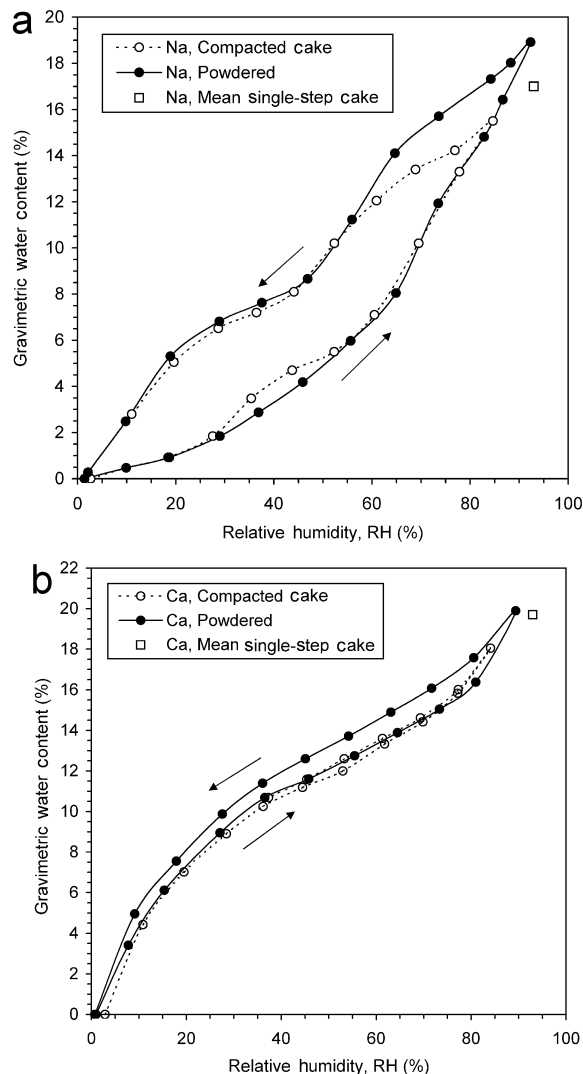 a
20
18
16
14
12
10
8
6
4
2
0
Gravimetric water content (%)
Na, Compacted cake
Na, Powdered
Na, Mean single-step cake
0 20 40 60 80 100
Relative humidity, RH (%)
b
22
20
18
16
14
12
10
8
6
4
2
0
Gravimetric water content (%)
Ca, Compacted cake
Ca, Powdered
Ca, Mean single-step cake
0 20 40 60 80 100
Relative humidity, RH (%)